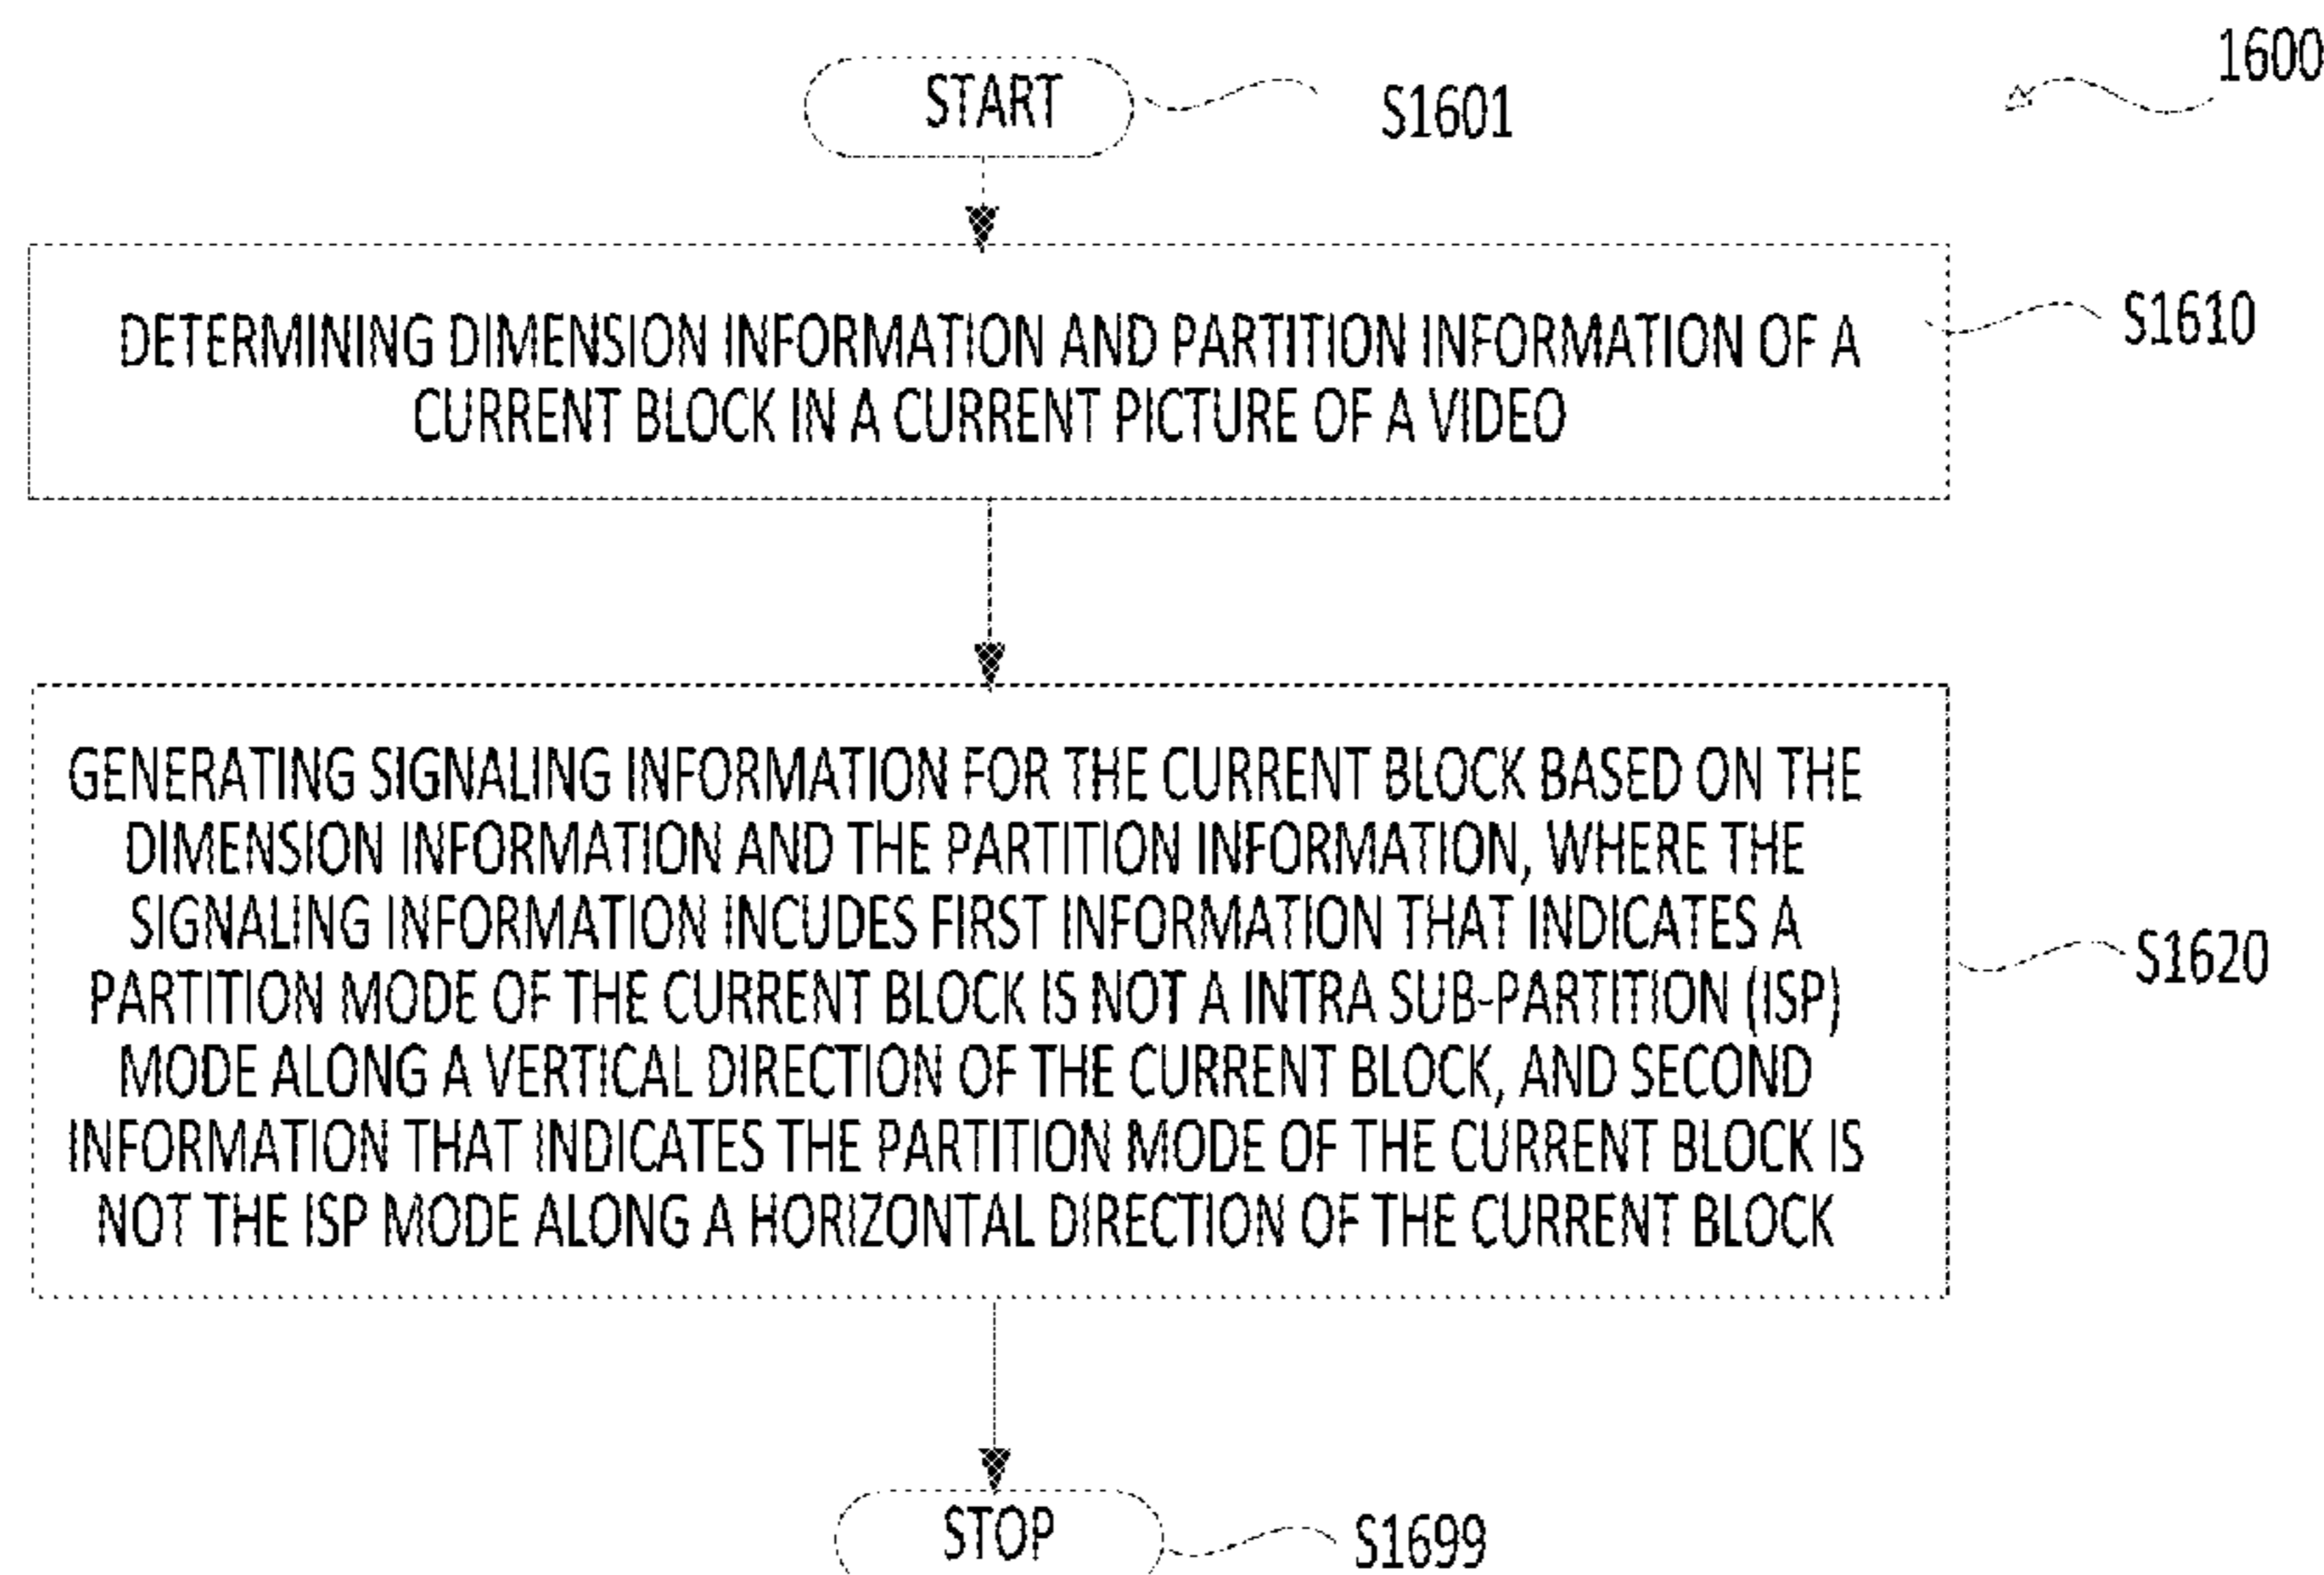 1600
START
S1601
DETERMINING DIMENSION INFORMATION AND PARTITION INFORMATION OF A
CURRENT BLOCK IN A CURRENT PICTURE OF A VIDEO
S1610
GENERATING SIGNALING INFORMATION FOR THE CURRENT BLOCK BASED ON THE
DIMENSION INFORMATION AND THE PARTITION INFORMATION, WHERE THE
SIGNALING INFORMATION INCUDES FIRST INFORMATION THAT INDICATES A
PARTITION MODE OF THE CURRENT BLOCK IS NOT A INTRA SUB-PARTITION (ISP)
MODE ALONG A VERTICAL DIRECTION OF THE CURRENT BLOCK, AND SECOND
INFORMATION THAT INDICATES THE PARTITION MODE OF THE CURRENT BLOCK IS
NOT THE ISP MODE ALONG A HORIZONTAL DIRECTION OF THE CURRENT BLOCK
S1620
STOP
S1699